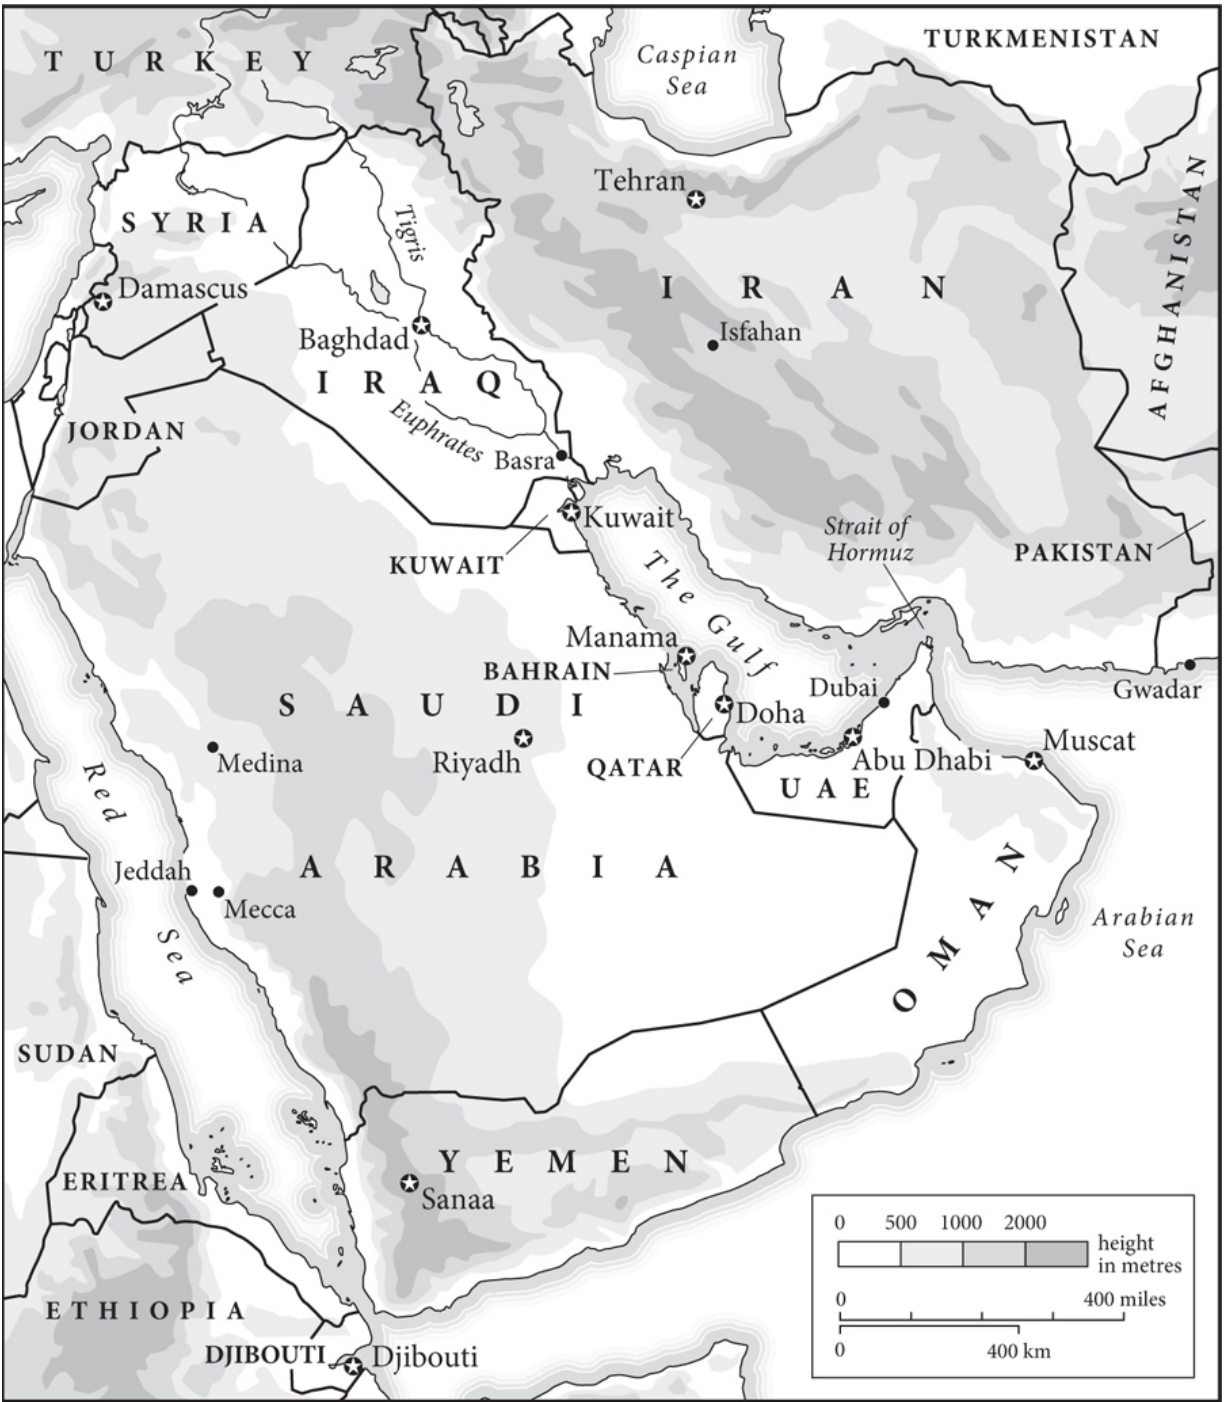 TURKEY
Caspian
Sea
TURKMENISTAN
Tehran
AFGHANISTAN
SYRIA
Tigris
Damascus
IRAN
Isfahan
Baghdad
IRAQ
Euphrates
JORDAN
Basra
Kuwait
Strait of
Hormuz
KUWAIT
PAKISTAN
The Gulf
Manama
BAHRAIN
Dubai
Gwadar
SAUDI
Doha
Medina
Riyadh
QATAR
Abu Dhabi
Muscat
UAE
Red
Sea
Jeddah
Mecca
ARABIA
OMAN
Arabian
Sea
SUDAN
YEMEN
Sanaa
ERITREA
ETHIOPIA
DJIBOUTI
Djibouti
0 500 1000 2000
height
in metres
0 400 miles
0 400 km